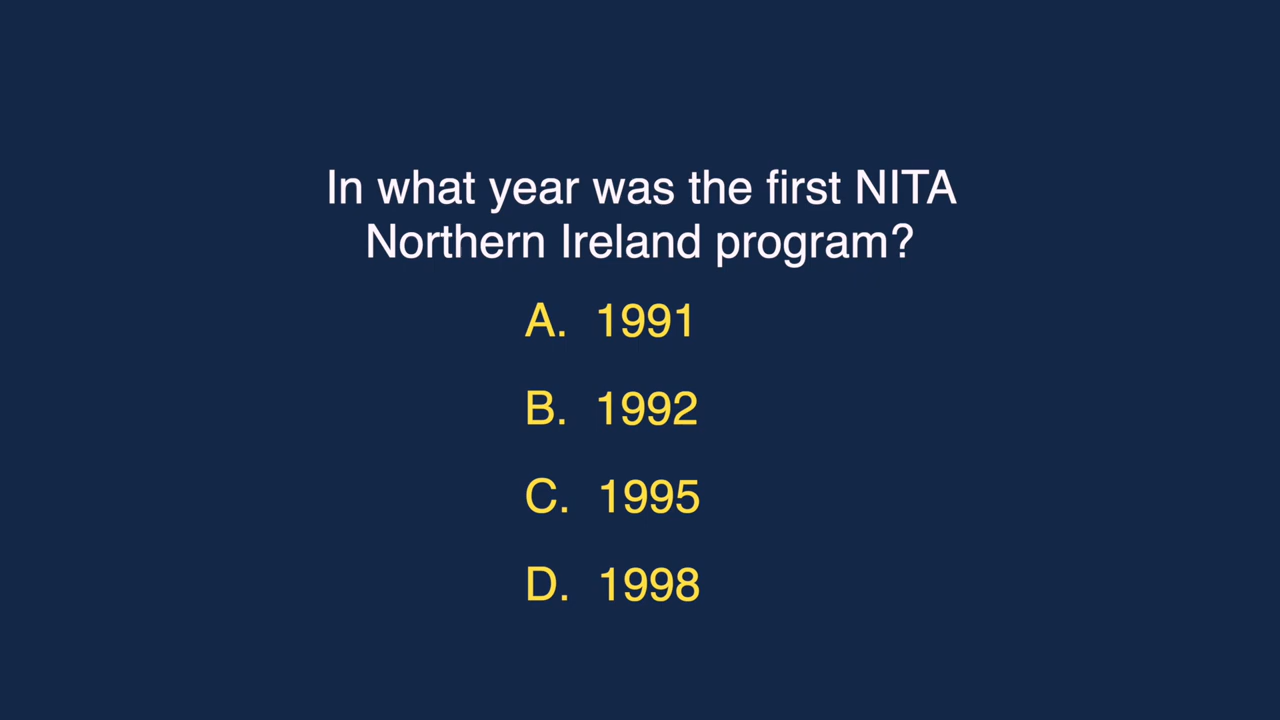 In what year was the first NITA
Northern Ireland program?
A. 1991
B. 1992
C. 1995
D. 1998